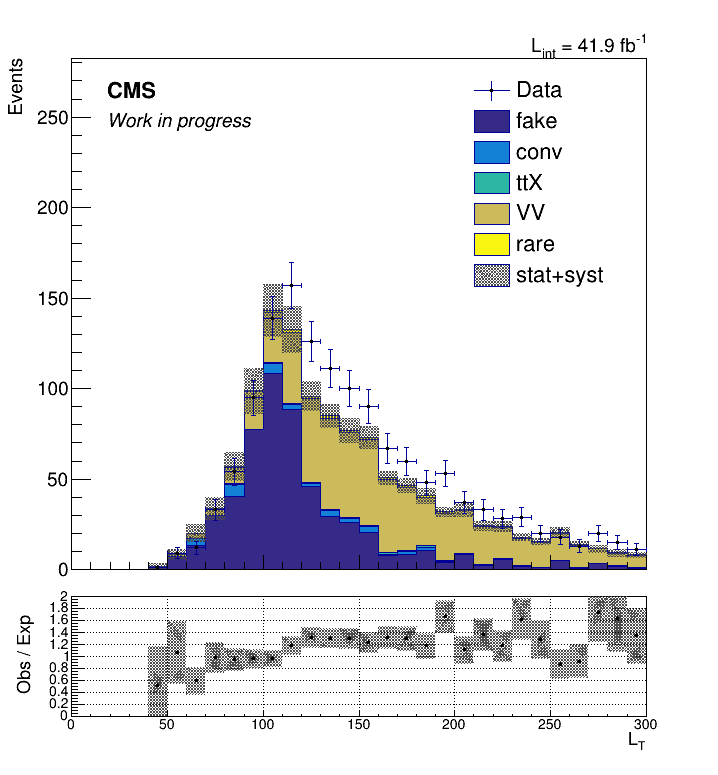 L_int = 41.9 fb^-1
Events
CMS
Work in progress
Data
fake
conv
ttX
VV
rare
stat+syst
250
200
150
100
50
0
Obs / Exp
2
1.8
1.6
1.4
1.2
1
0.8
0.6
0.4
0.2
0
0 50 100 150 200 250 300
L_T